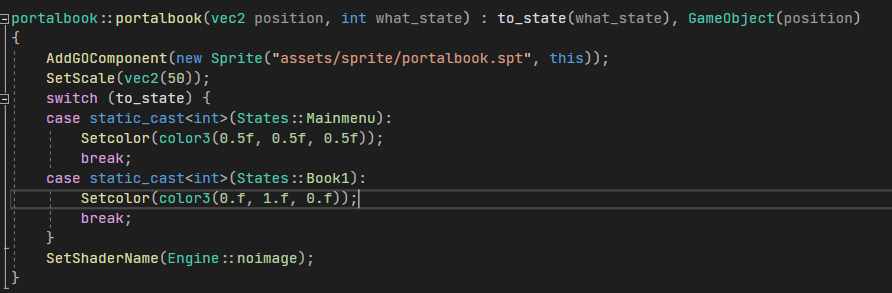 portalbook::portalbook(vec2 position, int what_state) : to_state(what_state), GameObject(position)
{
    AddGOComponent(new Sprite("assets/sprite/portalbook.spt", this));
    SetScale(vec2(50));
    switch (to_state) {
    case static_cast<int>(States::Mainmenu):
        Setcolor(color3(0.5f, 0.5f, 0.5f));
        break;
    case static_cast<int>(States::Book1):
        Setcolor(color3(0.f, 1.f, 0.f));
        break;
    }
    SetShaderName(Engine::noimage);
}